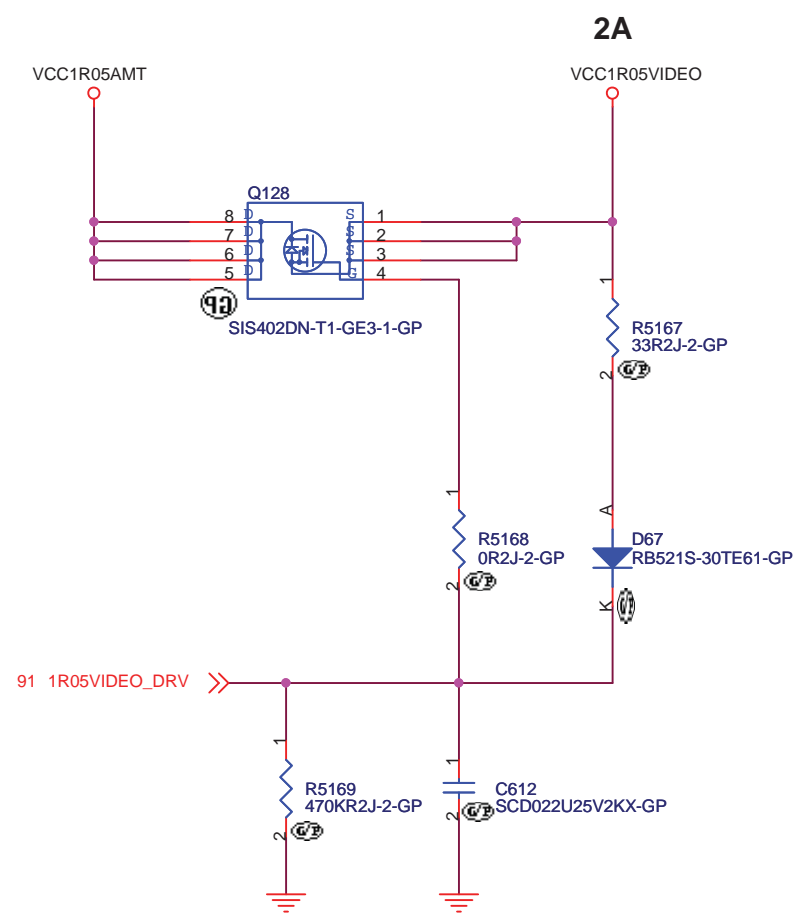 2A
VCC1R05AMT
VCC1R05VIDEO
Q128
8 D S 1
7 D S 2
6 D S 3
5 D G 4
GP
SIS402DN-T1-GE3-1-GP
1
R5167
33R2J-2-GP
2 G/P
1
R5168
0R2J-2-GP
2 G/P
A
D67
RB521S-30TE61-GP
K G/P
91 1R05VIDEO_DRV
1
R5169
470KR2J-2-GP
2 G/P
1
C612
SCD022U25V2KX-GP
2 G/P